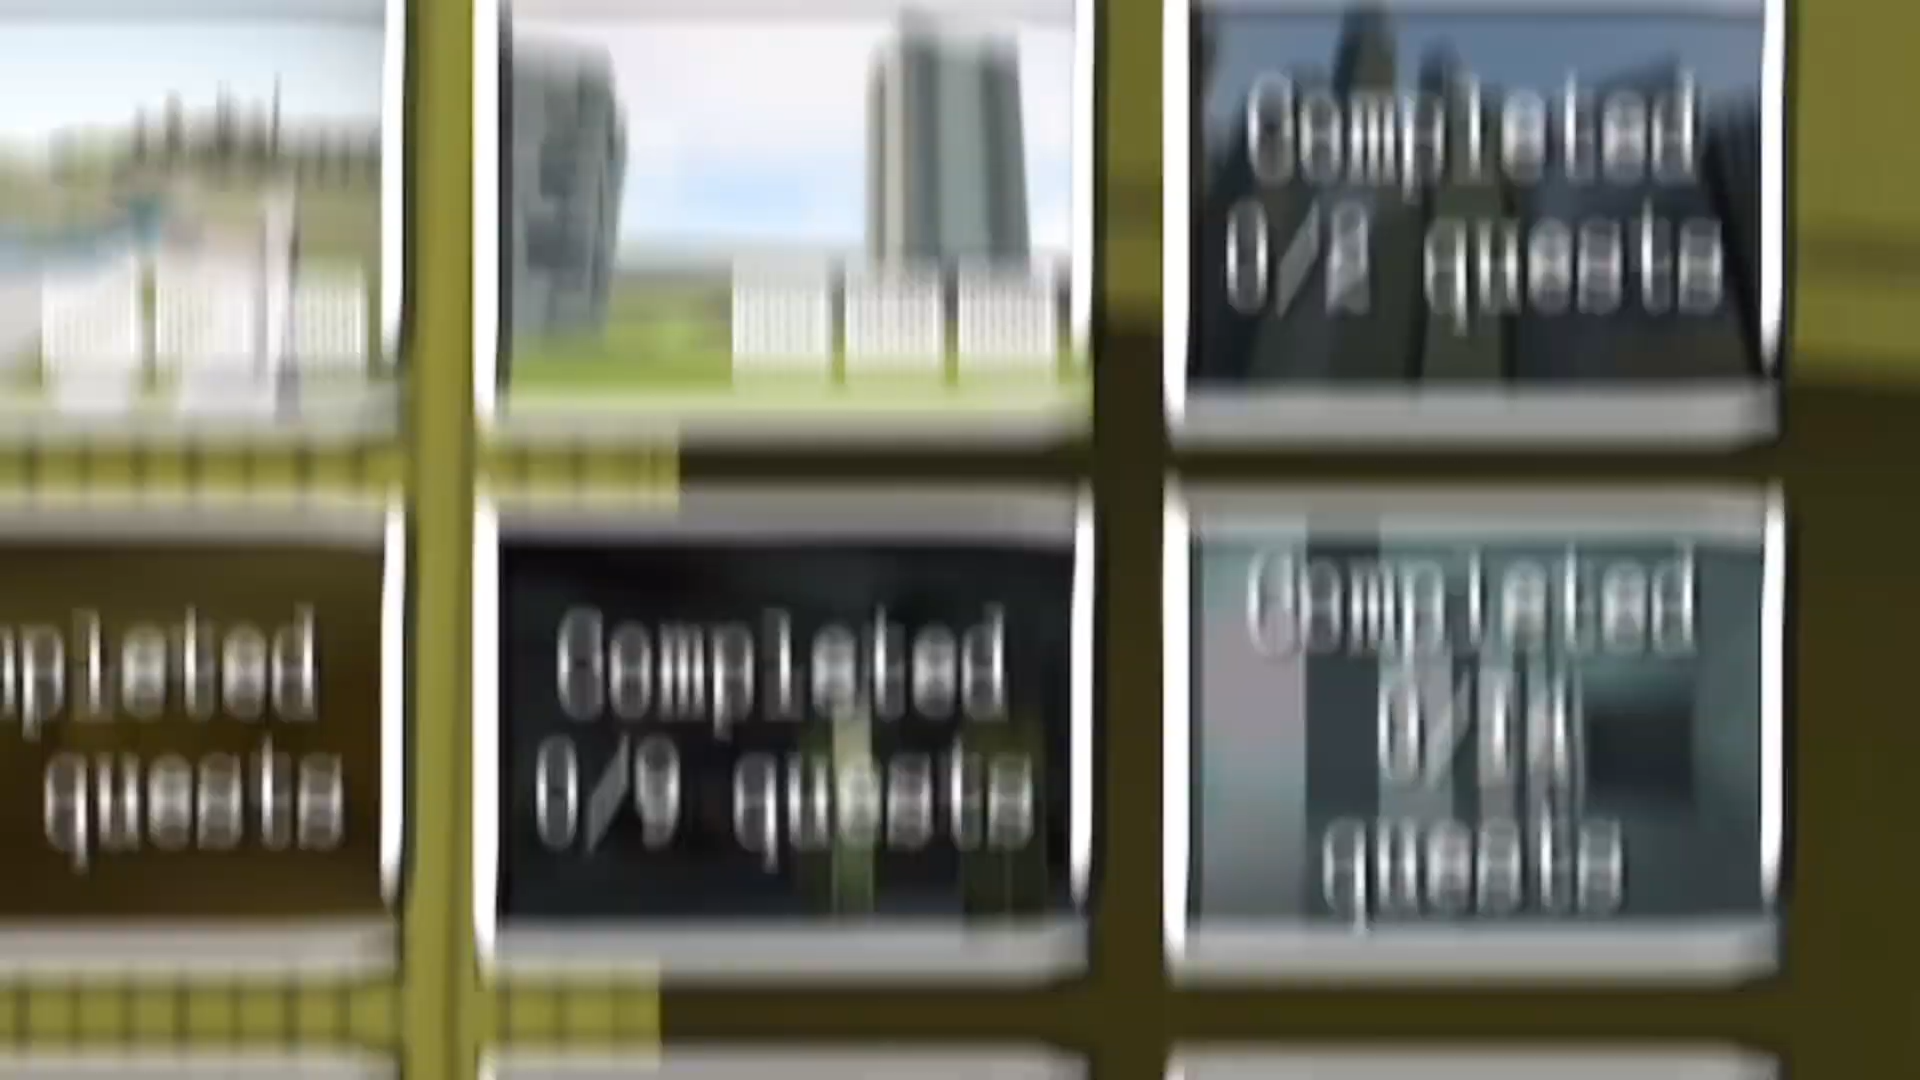 Completed
0/8 quests
pleted
quests
Completed
0/9 quests
Completed
quests